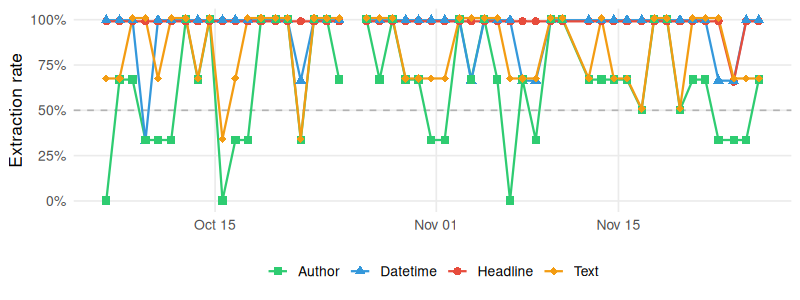 Extraction rate
100%
75%
50%
25%
0%
Oct 15 Nov 01 Nov 15
Author Datetime Headline Text